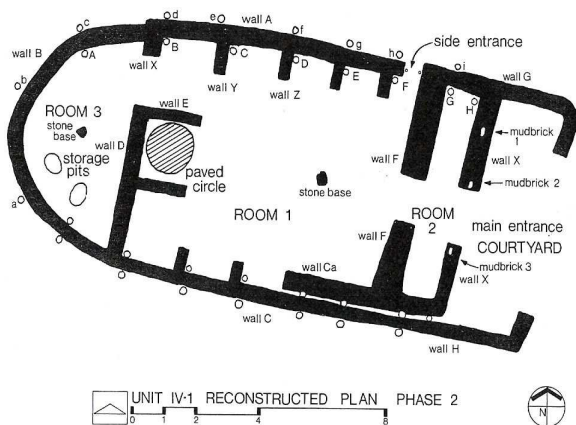 d
e
wall A
f
g
h
side entrance
c
wall B
A
B
wall X
C
wall Y
D
wall Z
E
F
i
wall G
G
H
b
ROOM 3
stone base
wall E
wall D
storage pits
paved circle
a
ROOM 1
stone base
wall F
mudbrick 1
wall X
mudbrick 2
wall F
ROOM 2
main entrance
COURTYARD
mudbrick 3
wall X
wall Ca
wall C
wall H
UNIT IV·1 RECONSTRUCTED PLAN PHASE 2
0 1 2 4 8
N